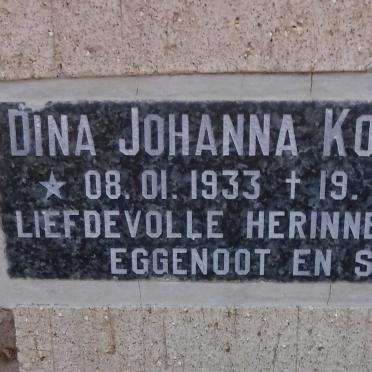 DINA JOHANNA KO
★ 08.01.1933 † 19.
LIEFDEVOLLE HERINNE
EGGENOOT EN S